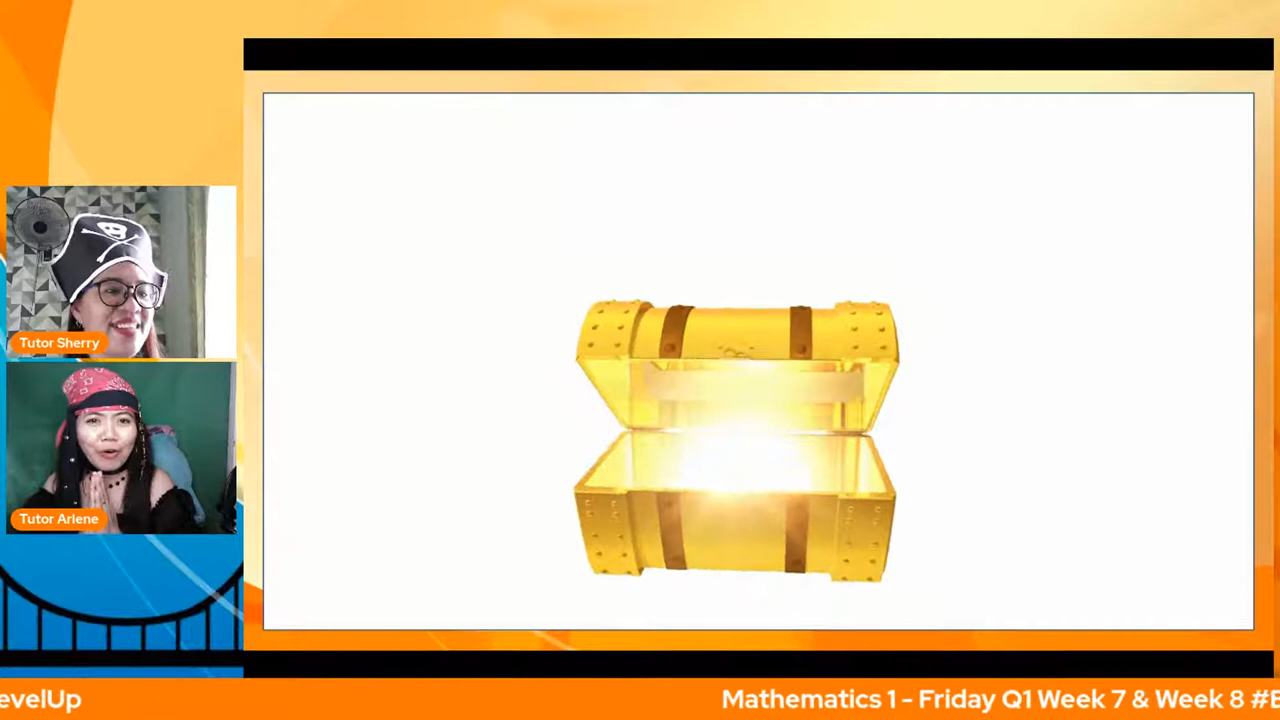 Tutor Sherry
Tutor Arlene
evelUp
Mathematics 1 - Friday Q1 Week 7 & Week 8 #E